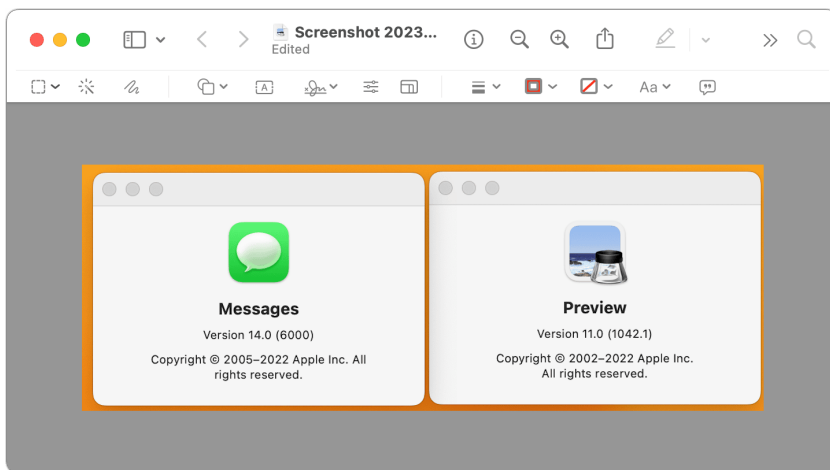 Screenshot 2023...
Edited
A
Aa
Messages
Version 14.0 (6000)
Copyright © 2005–2022 Apple Inc. All
rights reserved.
Preview
Version 11.0 (1042.1)
Copyright © 2002–2022 Apple Inc.
All rights reserved.